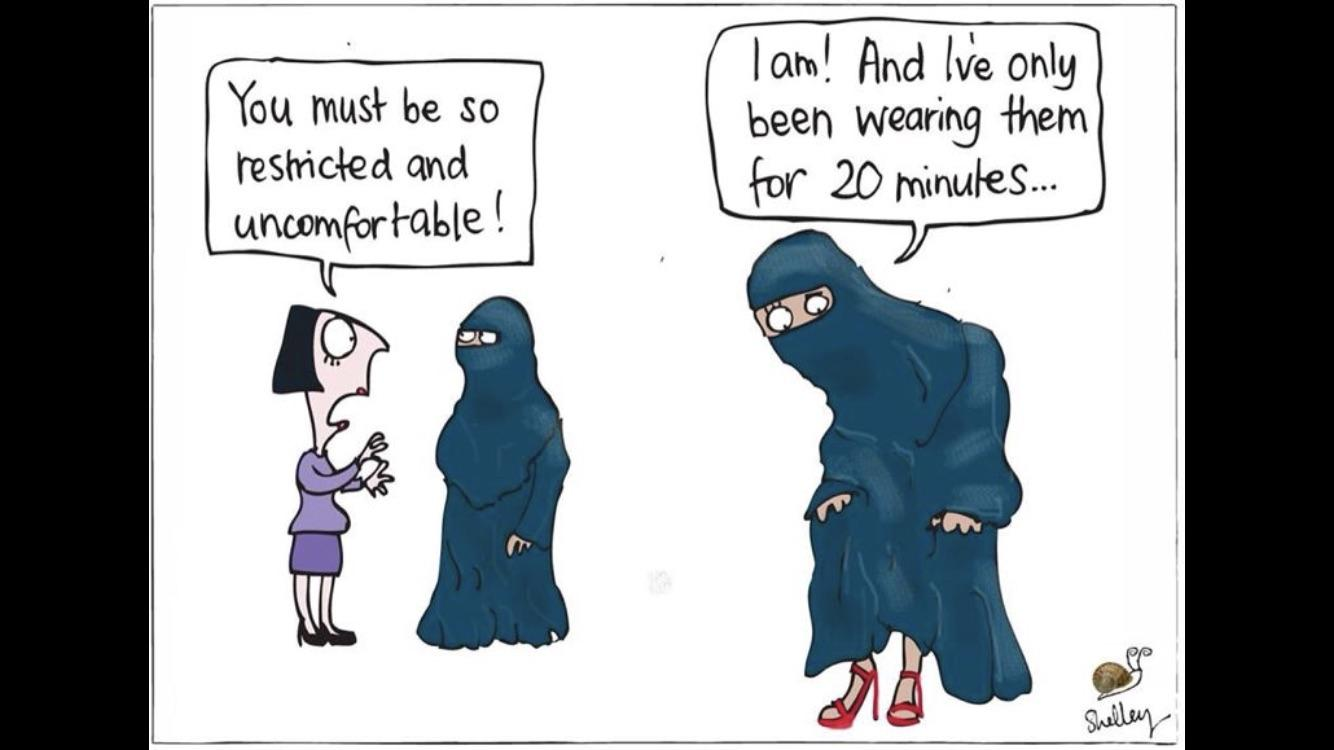 You must be so
restricted and
uncomfortable!
I am! And I've only
been wearing them
for 20 minutes...
Shelley